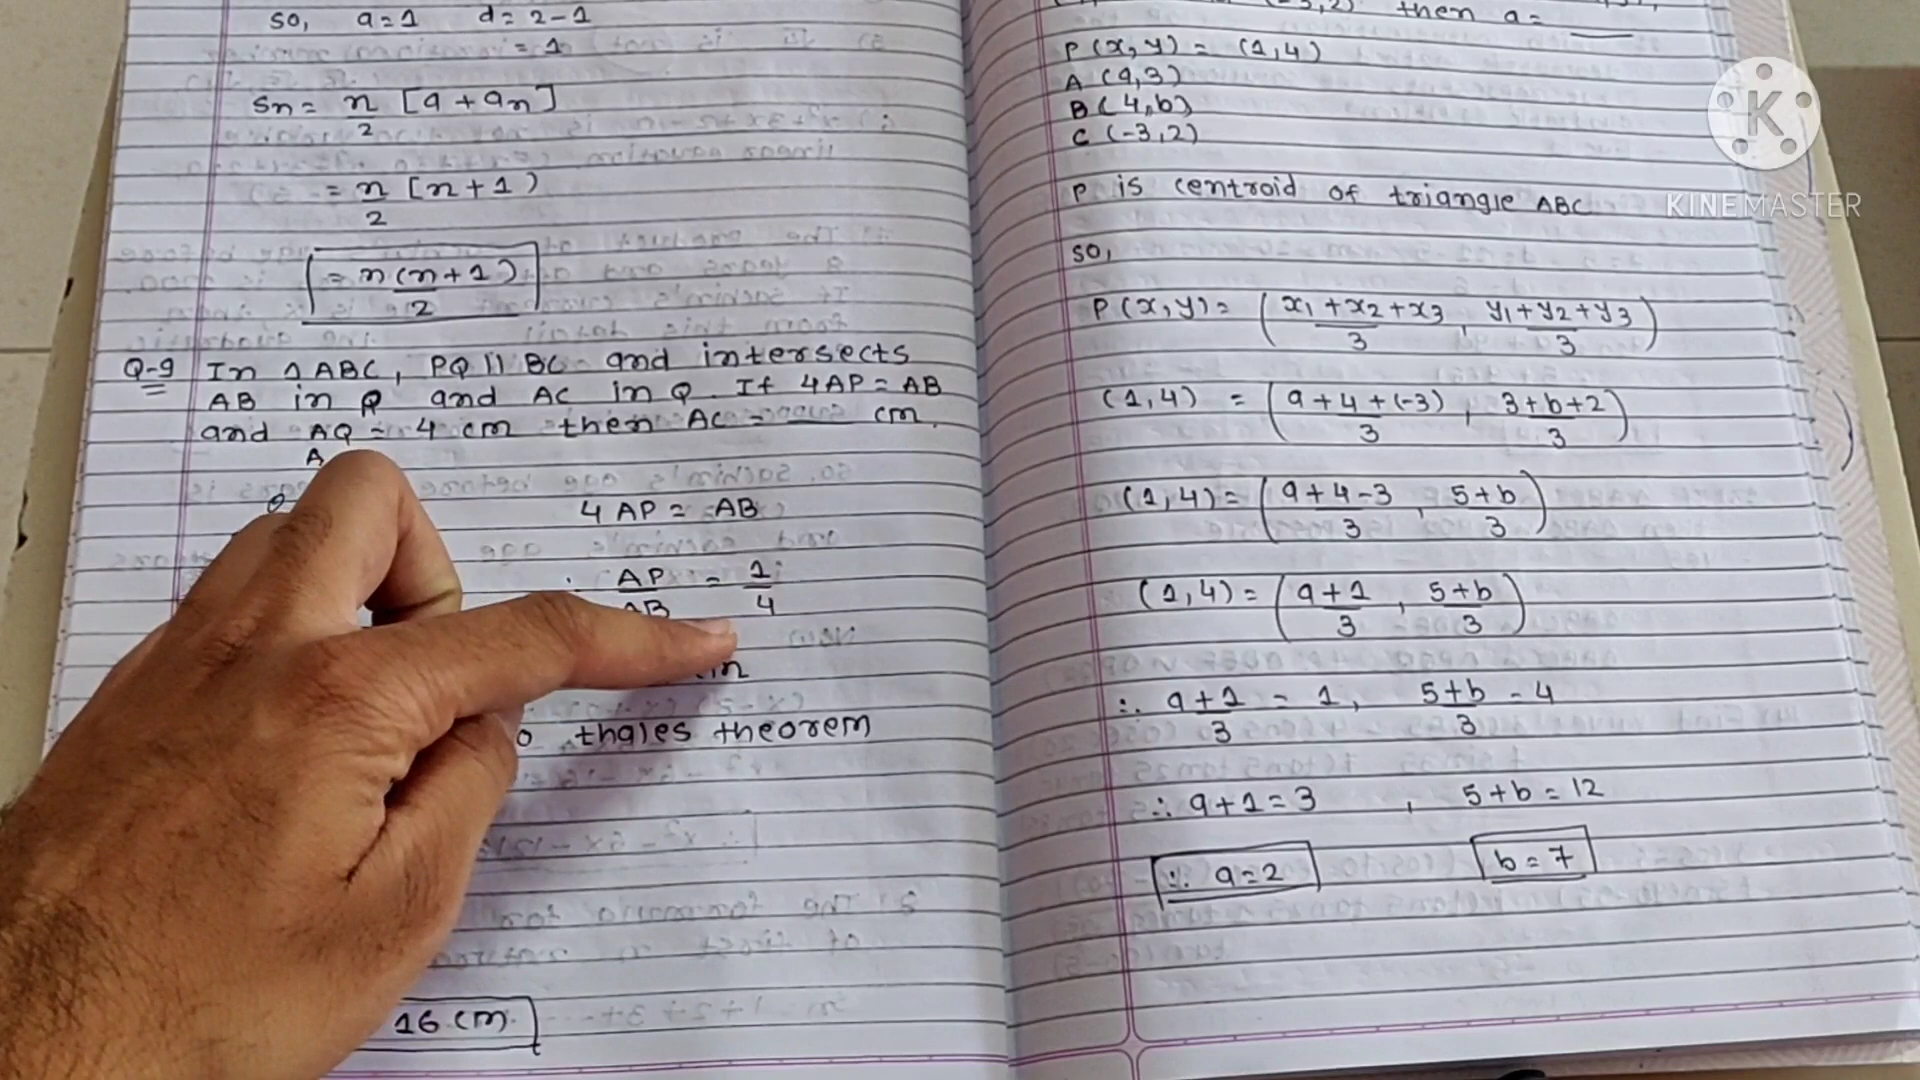 so, a=1 d=2-1
=1
Sn = n/2 [a+an]
= n/2 [n+1)
= n(n+1)/2
Q-9 In △ABC, PQ || BC and intersects
AB in P and AC in Q. If 4AP=AB
and AQ = 4 cm then AC = ___ cm.
A
4AP = AB
∴ AP/AB = 1/4
thales theorem
16 cm.
then a=
P(x,y) = (1,4)
A (a,3)
B (4,b)
C (-3,2)
P is centroid of triangle ABC
so,
P(x,y) = (x1+x2+x3/3, y1+y2+y3/3)
(1,4) = (a+4+(-3)/3, 3+b+2/3)
(1,4) = (a+4-3/3, 5+b/3)
(1,4) = (a+1/3, 5+b/3)
∴ a+1/3 = 1, 5+b/3 = 4
∴ a+1=3 , 5+b=12
∴ a=2 b=7
K
KINEMASTER